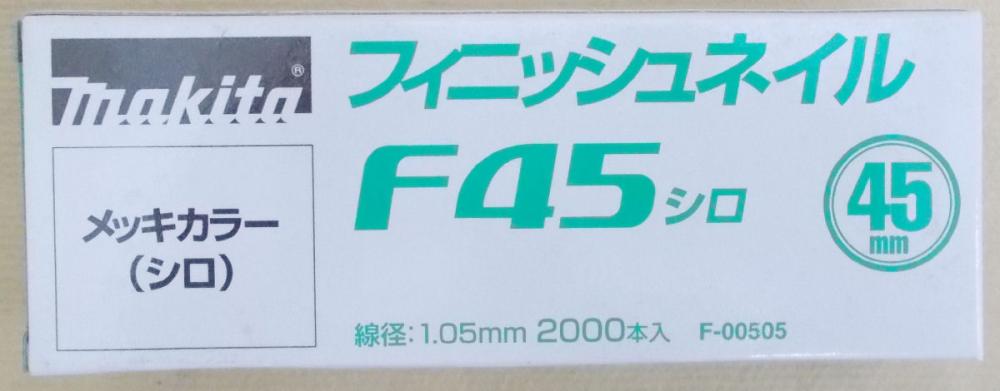 makita®
フィニッシュネイル
F45シロ
45
mm
メッキカラー
(シロ)
線径:1.05mm 2000本入 F-00505